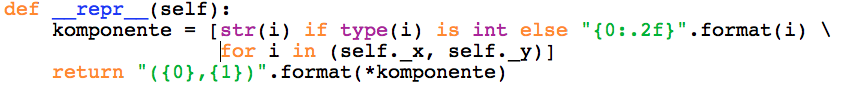 def __repr__(self):
    komponente = [str(i) if type(i) is int else "{0:.2f}".format(i) \
                  for i in (self._x, self._y)]
    return "({0},{1})".format(*komponente)